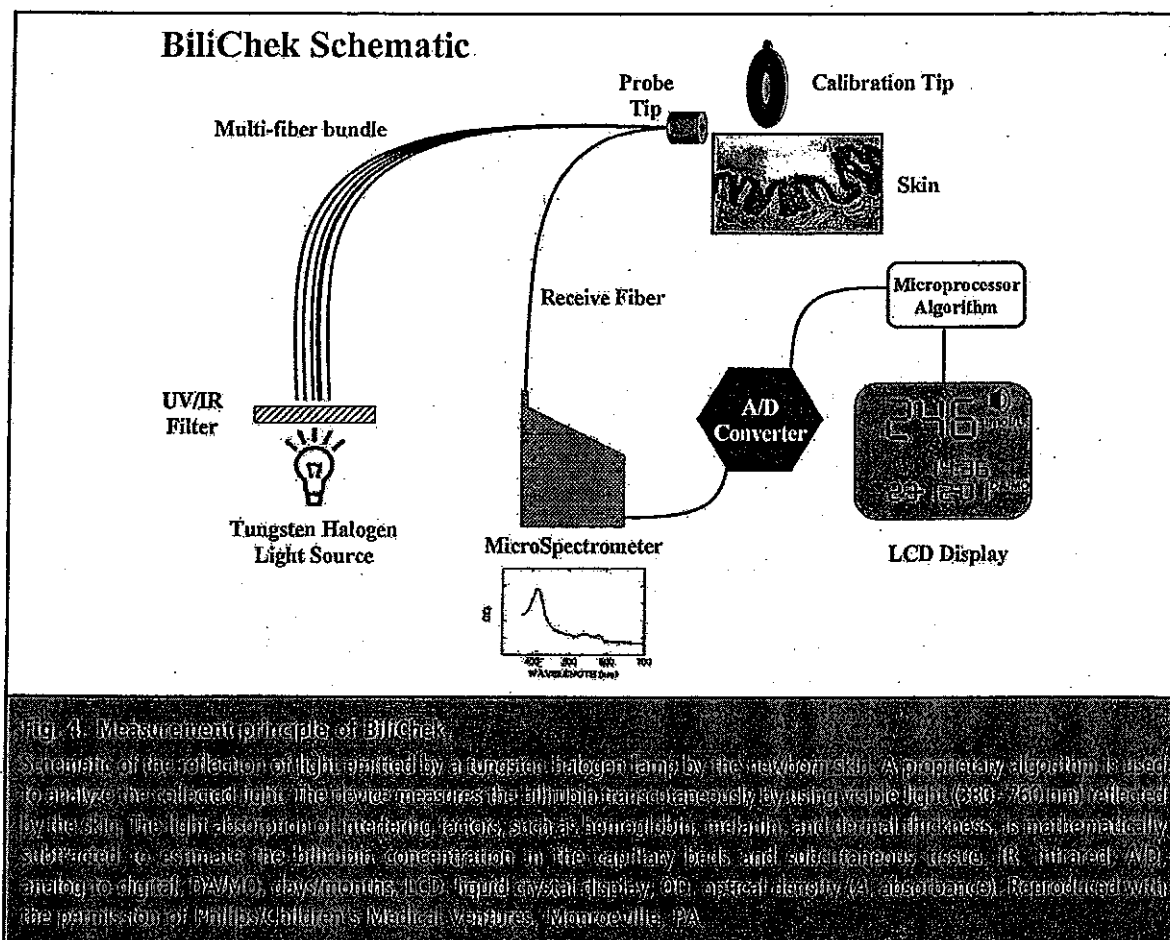 BiliChek Schematic
Probe
Tip
Calibration Tip
Multi-fiber bundle
Skin
Receive Fiber
Microprocessor
Algorithm
UV/IR
Filter
A/D
Converter
246
Tungsten Halogen
Light Source
MicroSpectrometer
LCD Display
WAVELENGTH (nm)
Fig. 4. Measurement principle of BiliChek.
Schematic of the reflection of light emitted by a tungsten halogen lamp by the newborn skin. A proprietary algorithm is used
to analyze the collected light. The device measures the bilirubin transcutaneously by using visible light (380–760 nm) reflected
by the skin. The light absorption of interfering factors, such as hemoglobin, melanin, and dermal thickness, is mathematically
subtracted to estimate the bilirubin concentration in the capillary beds and subcutaneous tissue. IR, infrared; A/D,
analog to digital; DA/MO, days/months; LCD, liquid crystal display; OD, optical density (A, absorbance). Reproduced with
the permission of Philips/Children's Medical Ventures, Monroeville, PA.